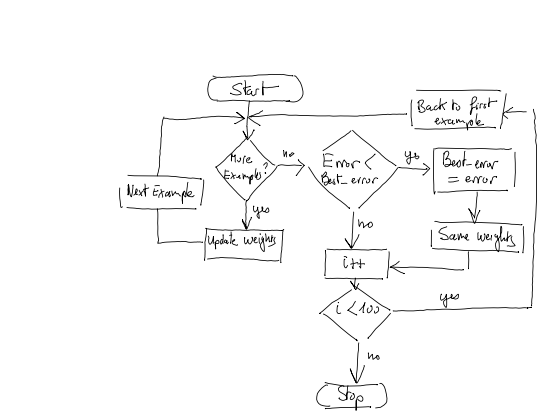 Start
Back to first
example
More
Examples?
no
Error <
Best_error
yes
Best_error
= error
Next Example
yes
Update weights
no
Same weights
i++
i < 100
yes
no
Stop